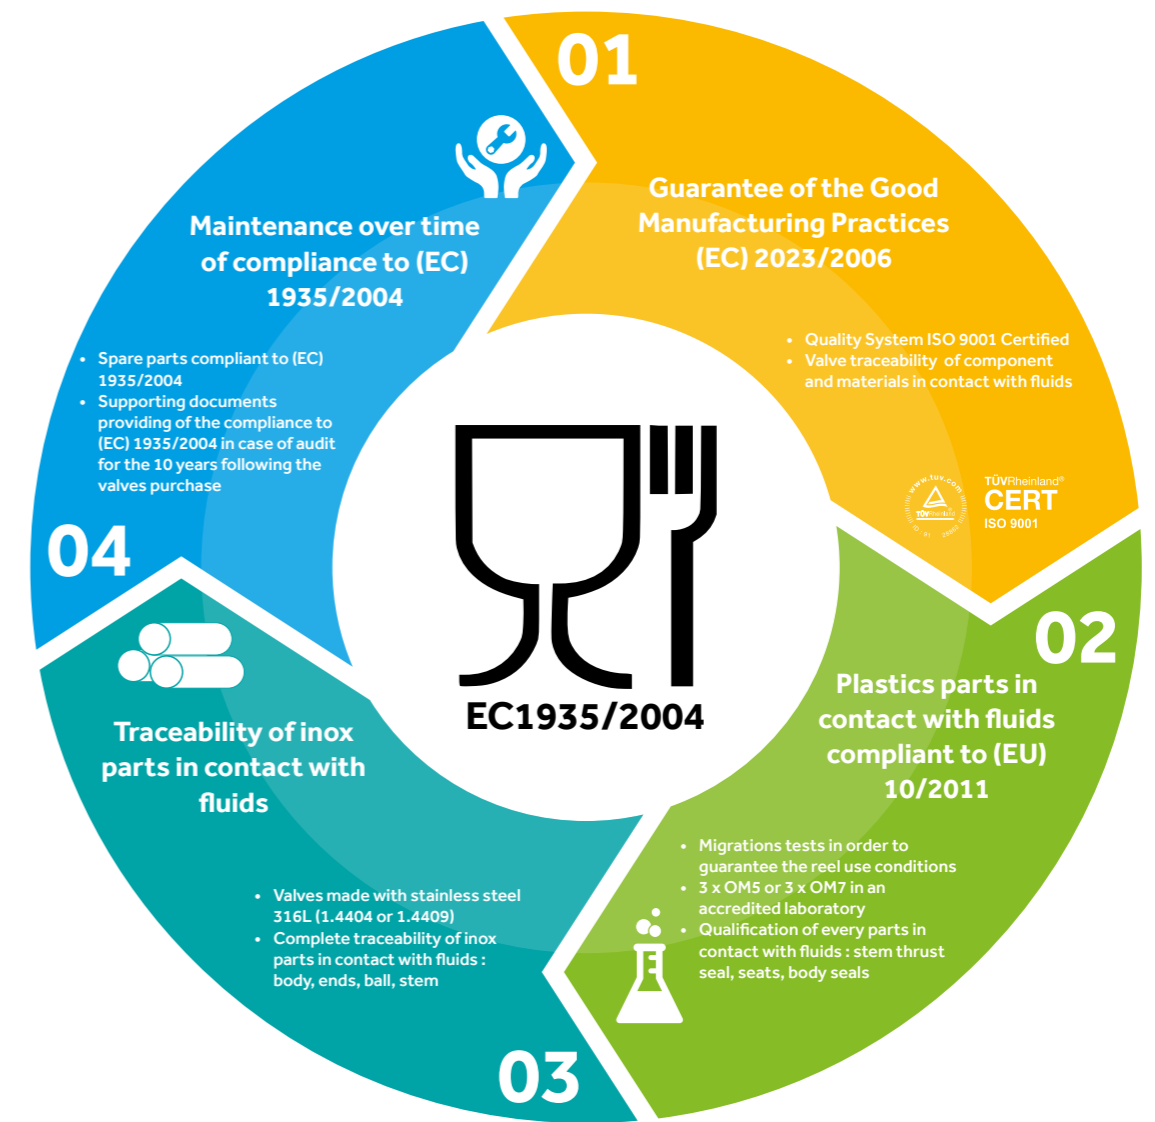 01
Guarantee of the Good
Manufacturing Practices
(EC) 2023/2006
• Quality System ISO 9001 Certified
• Valve traceability of component
and materials in contact with fluids
www.tuv.com
TÜVRheinland
TÜVRheinland®
CERT
ISO 9001
02
Plastics parts in
contact with fluids
compliant to (EU)
10/2011
• Migrations tests in order to
guarantee the reel use conditions
• 3 x OM5 or 3 x OM7 in an
accredited laboratory
• Qualification of every parts in
contact with fluids : stem thrust
seal, seats, body seals
03
Traceability of inox
parts in contact with
fluids
• Valves made with stainless steel
316L (1.4404 or 1.4409)
• Complete traceability of inox
parts in contact with fluids :
body, ends, ball, stem
04
Maintenance over time
of compliance to (EC)
1935/2004
• Spare parts compliant to (EC)
1935/2004
• Supporting documents
providing of the compliance to
(EC) 1935/2004 in case of audit
for the 10 years following the
valves purchase
EC1935/2004